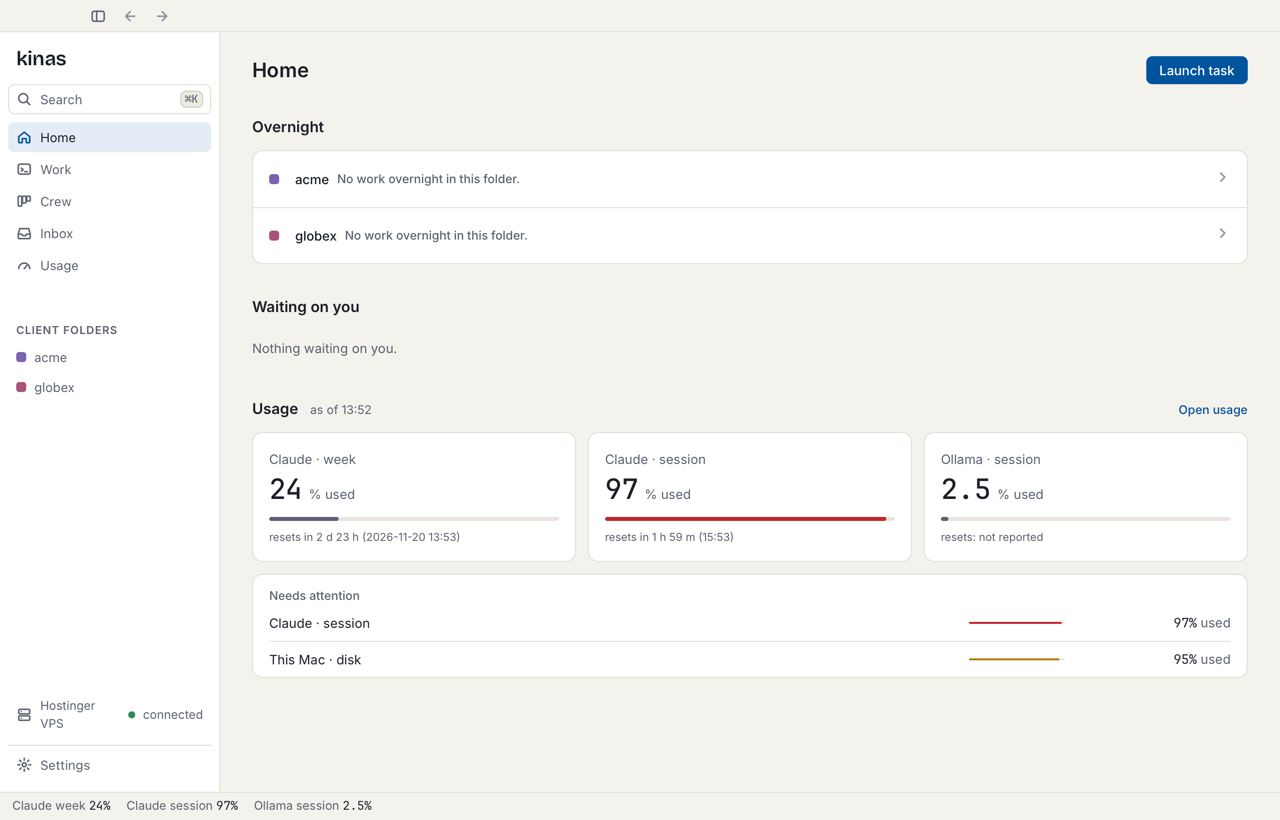 kinas
Search ⌘K
Home
Work
Crew
Inbox
Usage
CLIENT FOLDERS
acme
globex
Hostinger VPS
connected
Settings
Home
Launch task
Overnight
acme No work overnight in this folder.
globex No work overnight in this folder.
Waiting on you
Nothing waiting on you.
Usage as of 13:52
Open usage
Claude · week
24 % used
resets in 2 d 23 h (2026-11-20 13:53)
Claude · session
97 % used
resets in 1 h 59 m (15:53)
Ollama · session
2.5 % used
resets: not reported
Needs attention
Claude · session 97% used
This Mac · disk 95% used
Claude week 24% Claude session 97% Ollama session 2.5%